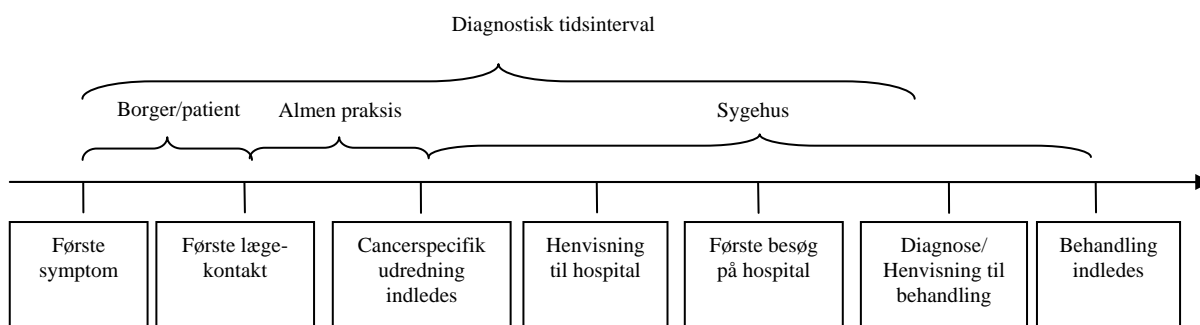 Diagnostisk tidsinterval
Borger/patient
Almen praksis
Sygehus
Første
symptom
Første læge-
kontakt
Cancerspecifik
udredning
indledes
Henvisning
til hospital
Første besøg
på hospital
Diagnose/
Henvisning til
behandling
Behandling
indledes